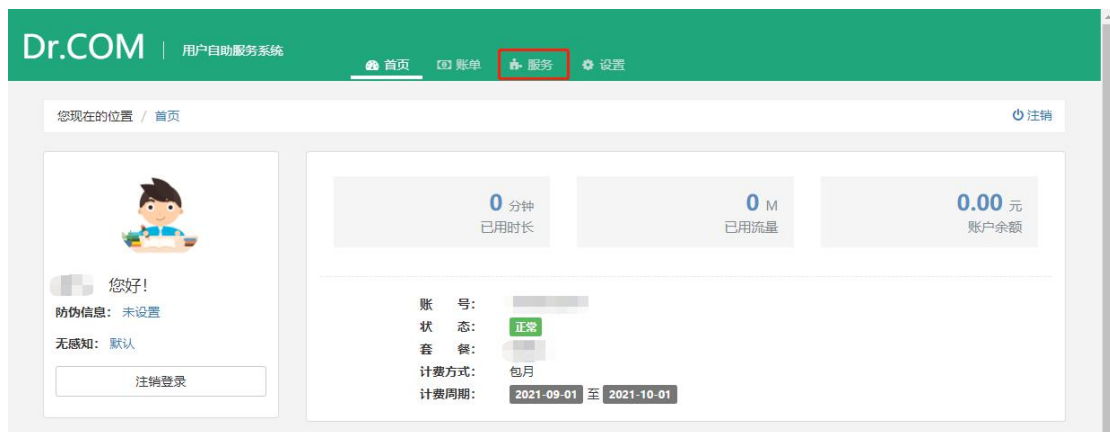 Dr.COM | 用户自助服务系统
首页 账单 服务 设置
您现在的位置 / 首页
注销
0 分钟
已用时长
0 M
已用流量
0.00 元
账户余额
您好!
防伪信息: 未设置
无感知: 默认
注销登录
账 号:
状 态: 正常
套 餐:
计费方式: 包月
计费周期: 2021-09-01 至 2021-10-01